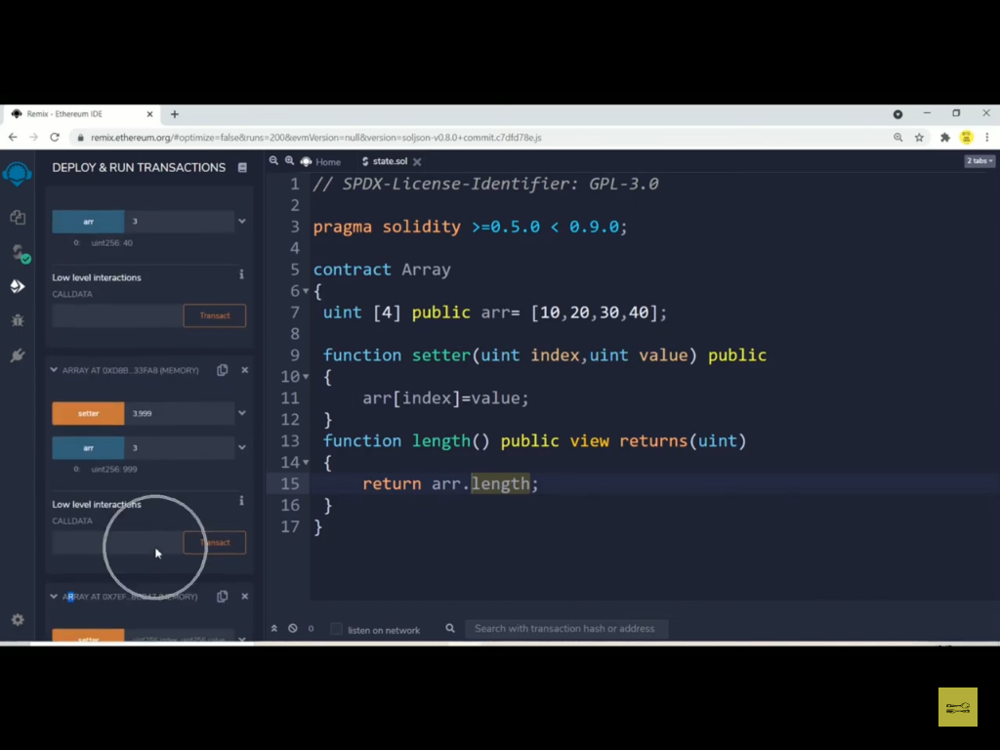 Remix - Ethereum IDE
remix.ethereum.org/#optimize=false&runs=200&evmVersion=null&version=soljson-v0.8.0+commit.c7dfd78e.js
DEPLOY & RUN TRANSACTIONS
Home
state.sol
2 tabs
arr 3
0: uint256: 40
Low level interactions
CALLDATA
Transact
ARRAY AT 0XD8B...33FA8 (MEMORY)
setter 3,999
arr 3
0: uint256: 999
Low level interactions
CALLDATA
Transact
(MEMORY)
setter uint256 index, uint256 value
1 // SPDX-License-Identifier: GPL-3.0
2
3 pragma solidity >=0.5.0 < 0.9.0;
4
5 contract Array
6 {
7 uint [4] public arr= [10,20,30,40];
8
9 function setter(uint index,uint value) public
10 {
11 arr[index]=value;
12 }
13 function length() public view returns(uint)
14 {
15 return arr.length;
16 }
17 }
0
listen on network
Search with transaction hash or address